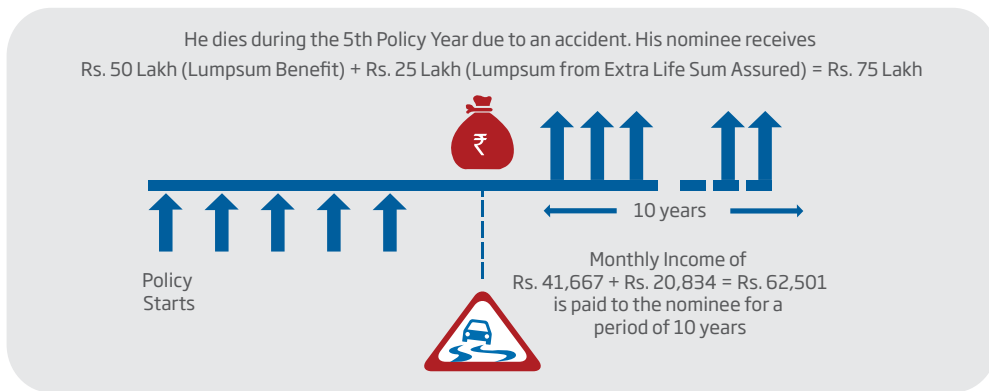 He dies during the 5th Policy Year due to an accident. His nominee receives
Rs. 50 Lakh (Lumpsum Benefit) + Rs. 25 Lakh (Lumpsum from Extra Life Sum Assured) = Rs. 75 Lakh
₹
10 years
Policy
Starts
Monthly Income of
Rs. 41,667 + Rs. 20,834 = Rs. 62,501
is paid to the nominee for a
period of 10 years